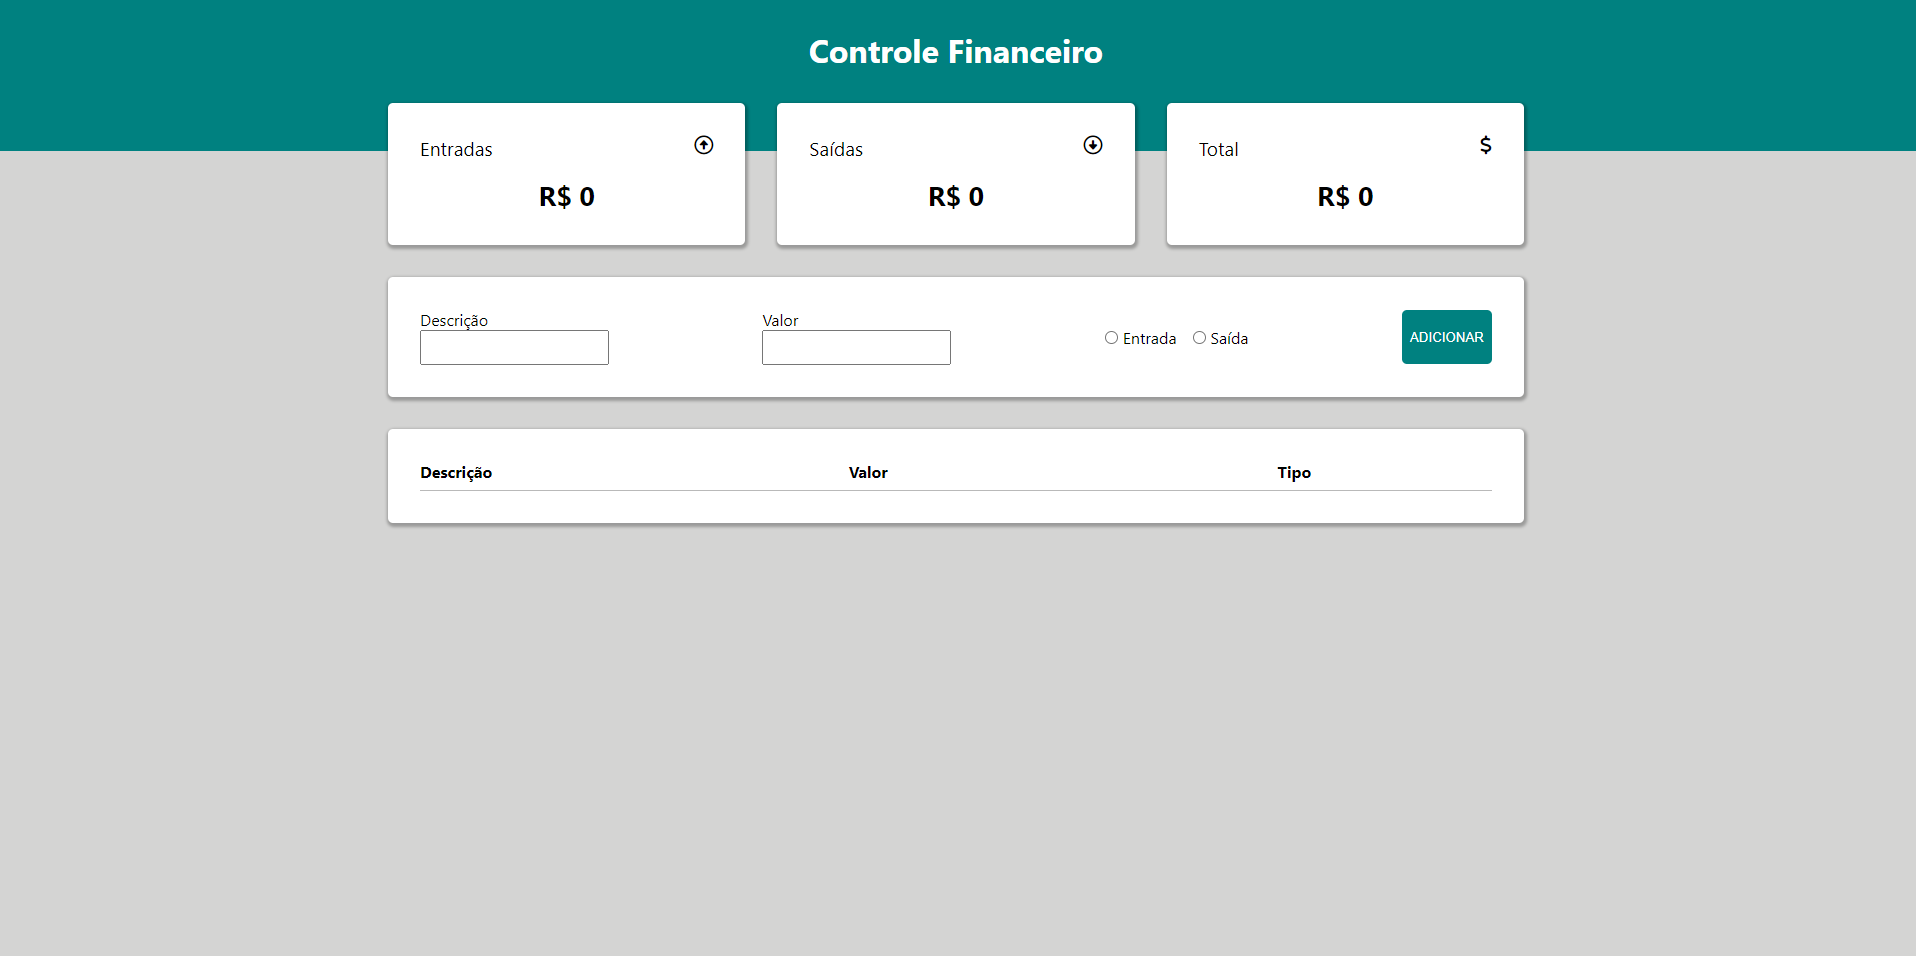 Controle Financeiro
Entradas
R$ 0
Saídas
R$ 0
Total
$
R$ 0
Descrição
Valor
Entrada
Saída
ADICIONAR
Descrição Valor Tipo